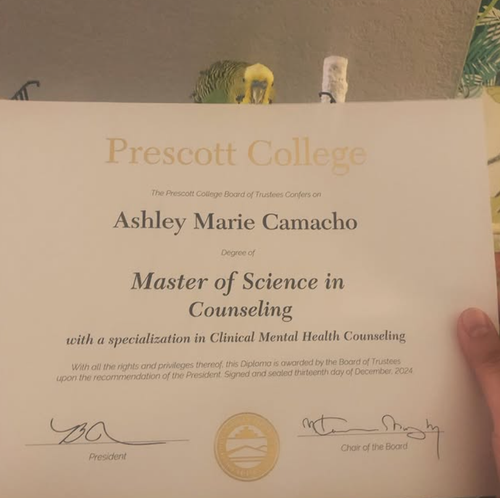 Prescott College
The Prescott College Board of Trustees Confers on
Ashley Marie Camacho
Degree of
Master of Science in
Counseling
with a specialization in Clinical Mental Health Counseling
With all the rights and privileges thereof, this Diploma is awarded by the Board of Trustees
upon the recommendation of the President. Signed and sealed thirteenth day of December, 2024
President
Chair of the Board